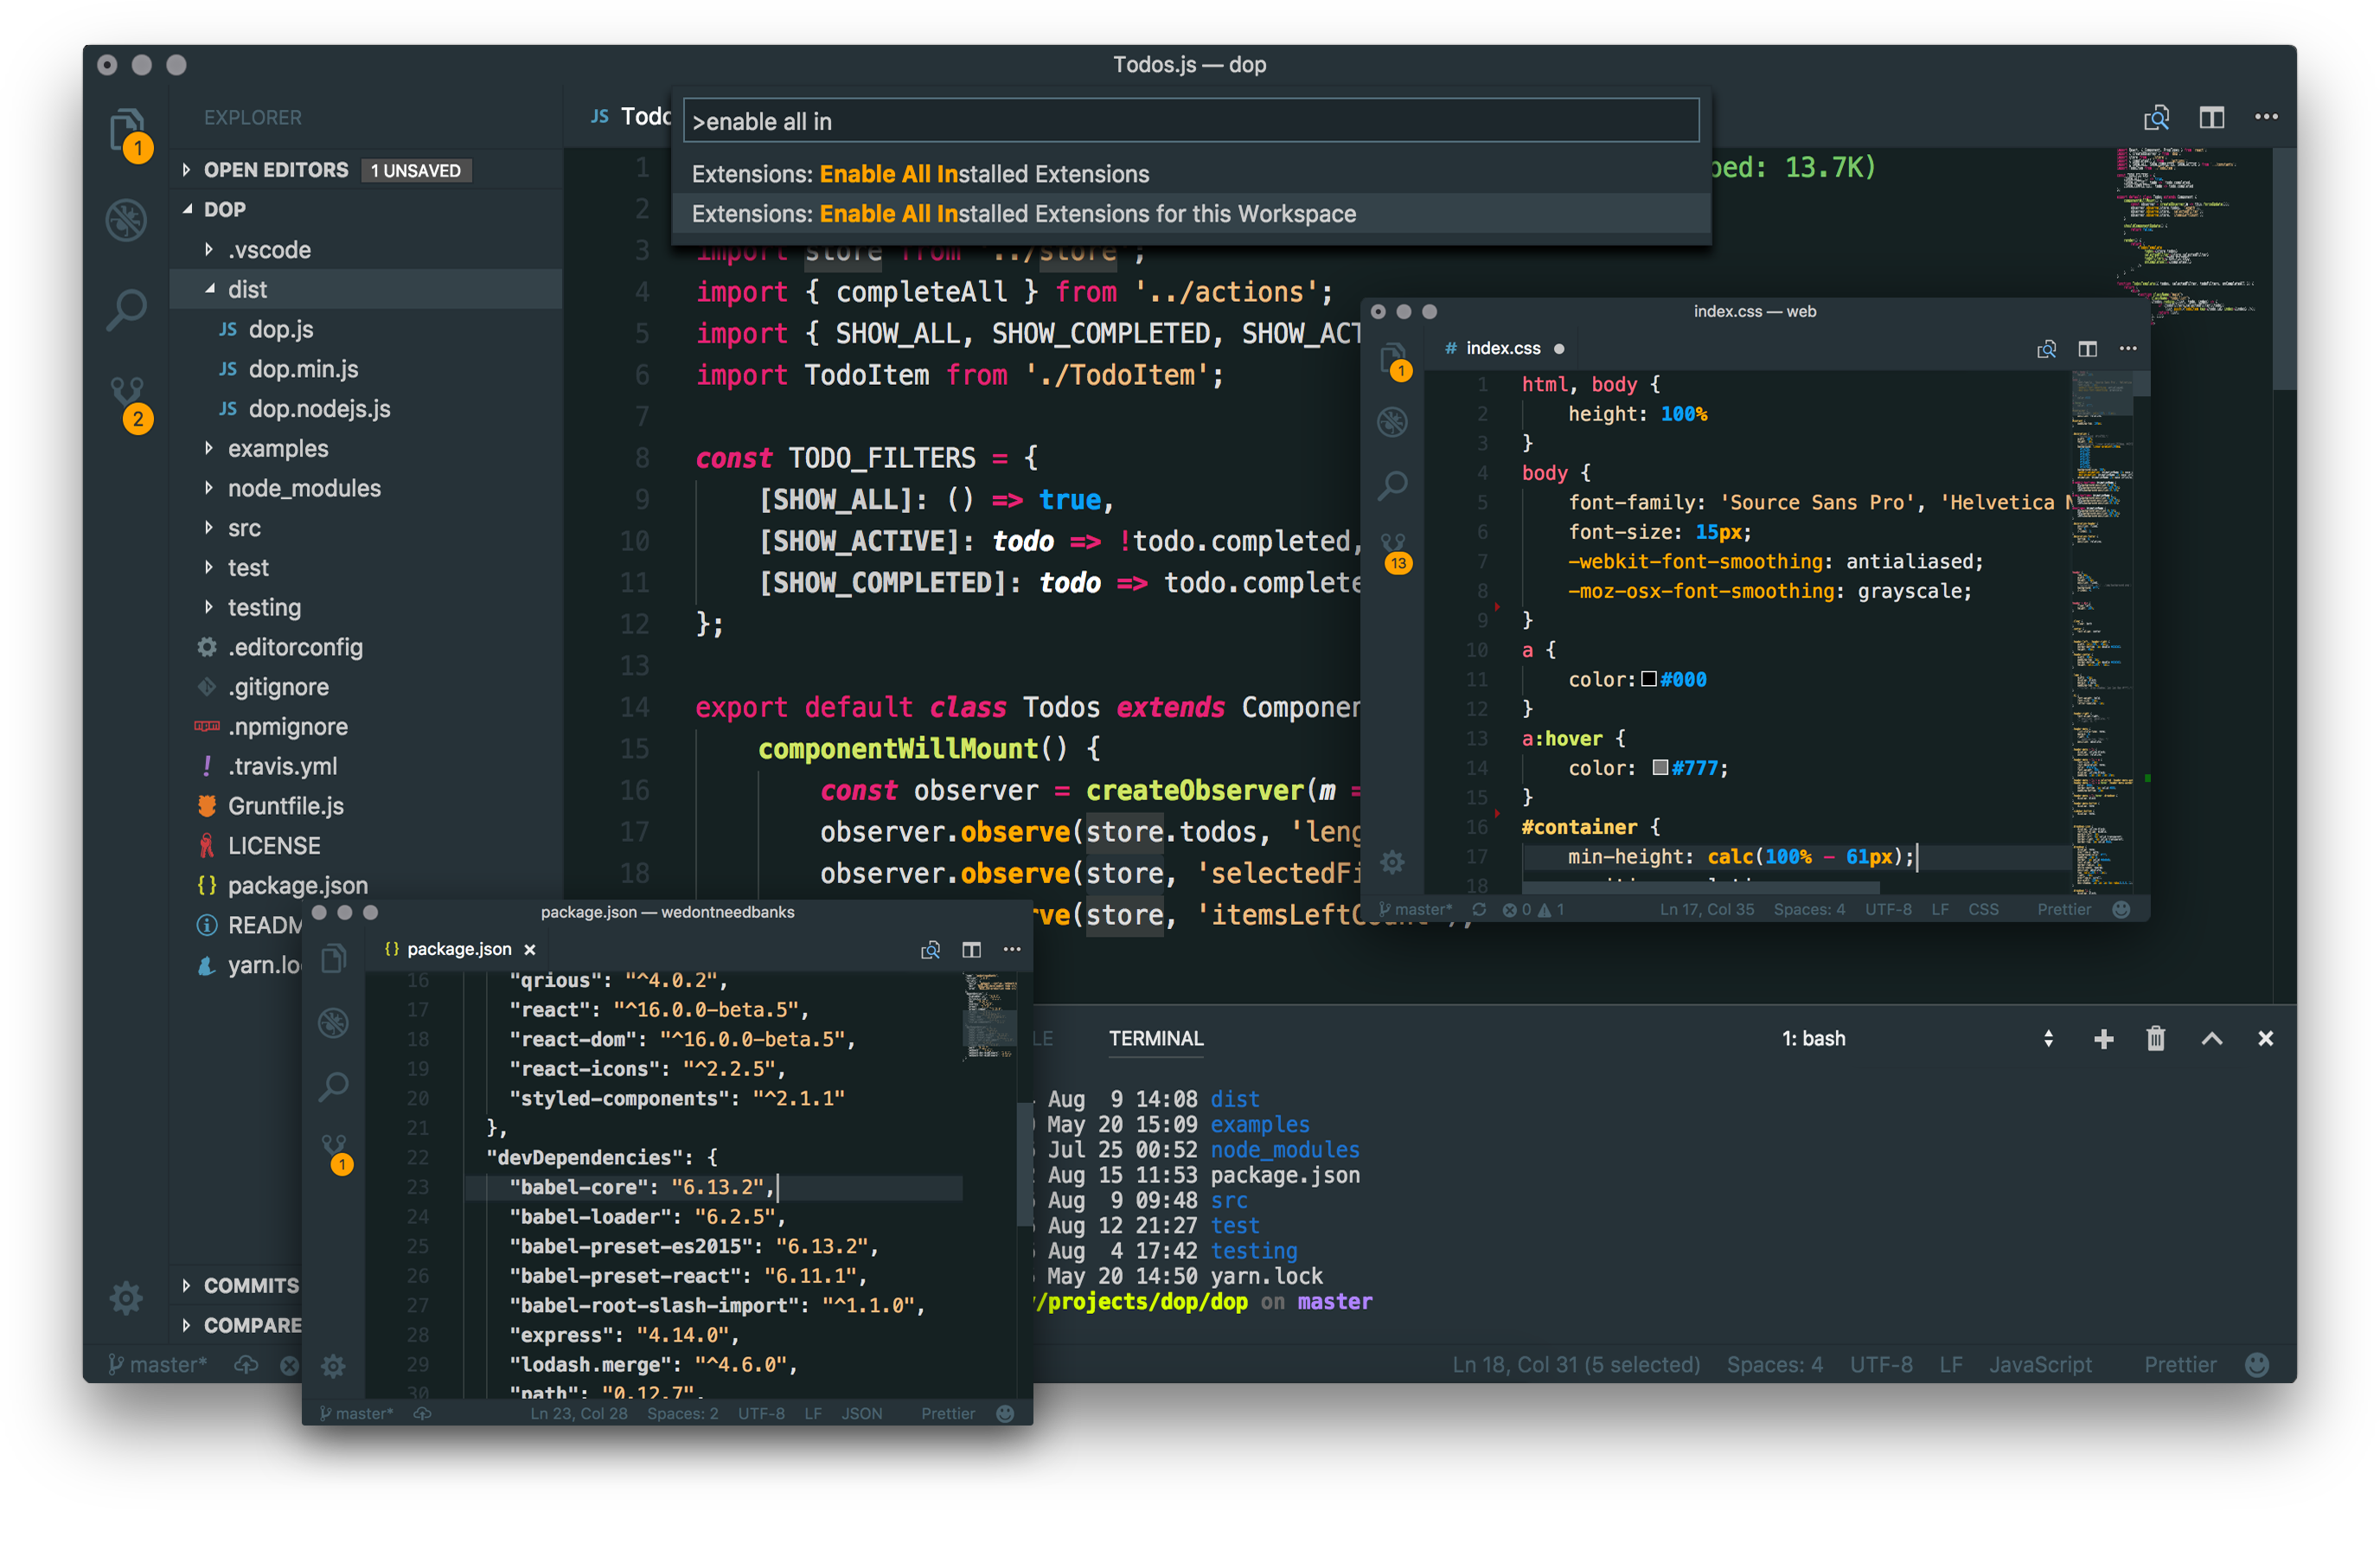 Todos.js — dop
EXPLORER
OPEN EDITORS 1 UNSAVED
DOP
.vscode
dist
JS dop.js
JS dop.min.js
JS dop.nodejs.js
examples
node_modules
src
test
testing
.editorconfig
.gitignore
npm .npmignore
! .travis.yml
Gruntfile.js
LICENSE
{} package.json
READM
yarn.lo
COMMITS
COMPARE
1
2
master*
JS Todo
>enable all in
Extensions: Enable All Installed Extensions
Extensions: Enable All Installed Extensions for this Workspace
1 ped: 13.7K)
2
3 import store from '../store';
4 import { completeAll } from '../actions';
5 import { SHOW_ALL, SHOW_COMPLETED, SHOW_ACT
6 import TodoItem from './TodoItem';
7
8 const TODO_FILTERS = {
9 [SHOW_ALL]: () => true,
10 [SHOW_ACTIVE]: todo => !todo.completed,
11 [SHOW_COMPLETED]: todo => todo.complete
12 };
13
14 export default class Todos extends Componen
15 componentWillMount() {
16 const observer = createObserver(m =
17 observer.observe(store.todos, 'leng
18 observer.observe(store, 'selectedFi
ve(store, 'itemsLeftCount');
index.css — web
# index.css
1
13
1 html, body {
2 height: 100%
3 }
4 body {
5 font-family: 'Source Sans Pro', 'Helvetica N
6 font-size: 15px;
7 -webkit-font-smoothing: antialiased;
8 -moz-osx-font-smoothing: grayscale;
9 }
10 a {
11 color: #000
12 }
13 a:hover {
14 color: #777;
15 }
16 #container {
17 min-height: calc(100% - 61px);
18
master* 0 1 Ln 17, Col 35 Spaces: 4 UTF-8 LF CSS Prettier
package.json — wedontneedbanks
{} package.json ×
1
16 "qrious": "^4.0.2",
17 "react": "^16.0.0-beta.5",
18 "react-dom": "^16.0.0-beta.5",
19 "react-icons": "^2.2.5",
20 "styled-components": "^2.1.1"
21 },
22 "devDependencies": {
23 "babel-core": "6.13.2",
24 "babel-loader": "6.2.5",
25 "babel-preset-es2015": "6.13.2",
26 "babel-preset-react": "6.11.1",
27 "babel-root-slash-import": "^1.1.0",
28 "express": "4.14.0",
29 "lodash.merge": "^4.6.0",
30 "path": "0.12.7",
master* Ln 23, Col 28 Spaces: 2 UTF-8 LF JSON Prettier
LE TERMINAL 1: bash
Aug 9 14:08 dist
May 20 15:09 examples
Jul 25 00:52 node_modules
Aug 15 11:53 package.json
Aug 9 09:48 src
Aug 12 21:27 test
Aug 4 17:42 testing
May 20 14:50 yarn.lock
/projects/dop/dop on master
Ln 18, Col 31 (5 selected) Spaces: 4 UTF-8 LF JavaScript Prettier